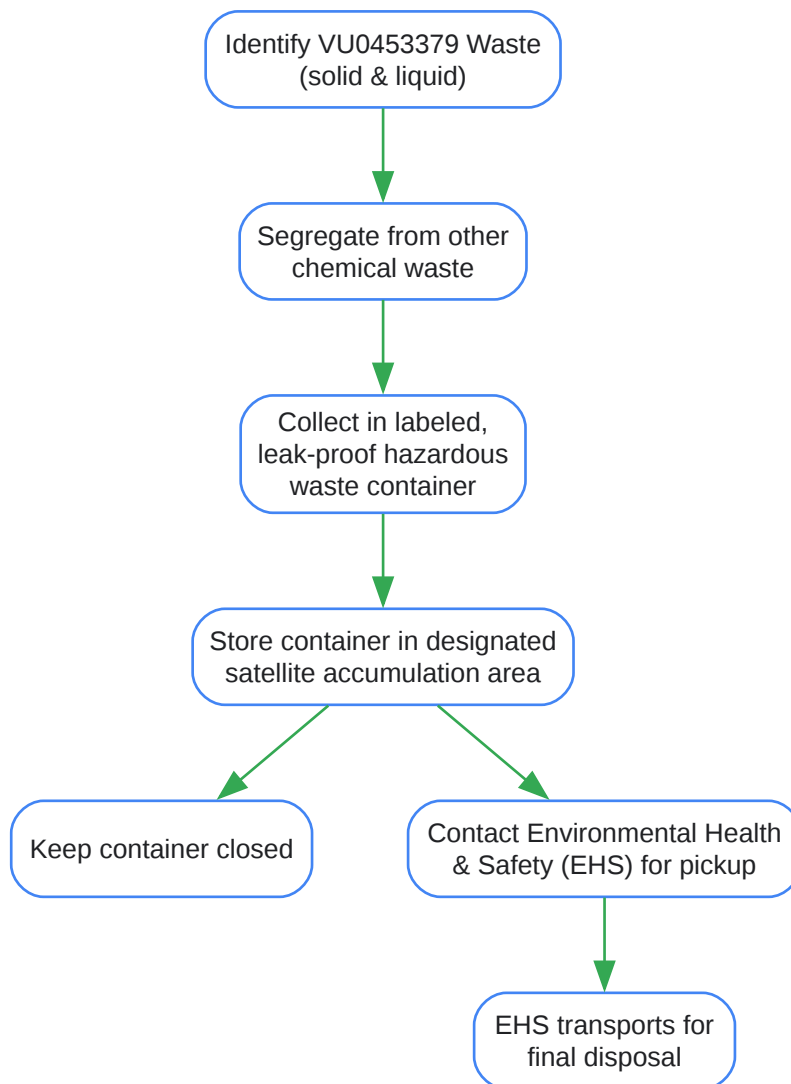 Identify VU0453379 Waste
(solid & liquid)
Segregate from other
chemical waste
Collect in labeled,
leak-proof hazardous
waste container
Store container in designated
satellite accumulation area
Keep container closed
Contact Environmental Health
& Safety (EHS) for pickup
EHS transports for
final disposal